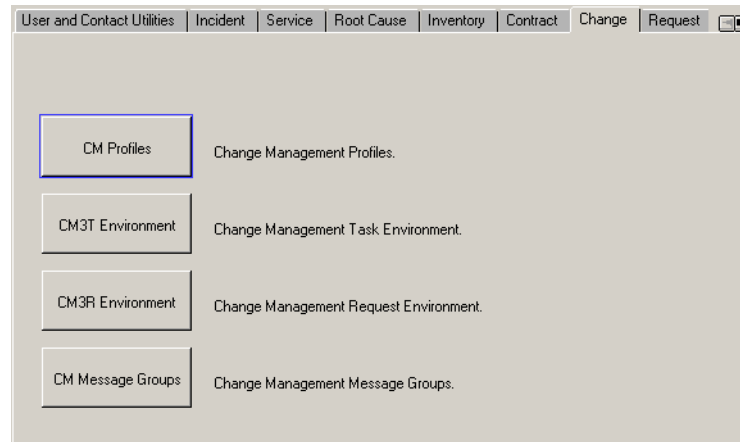 User and Contact Utilities Incident Service Root Cause Inventory Contract Change Request
CM Profiles Change Management Profiles.
CM3T Environment Change Management Task Environment.
CM3R Environment Change Management Request Environment.
CM Message Groups Change Management Message Groups.